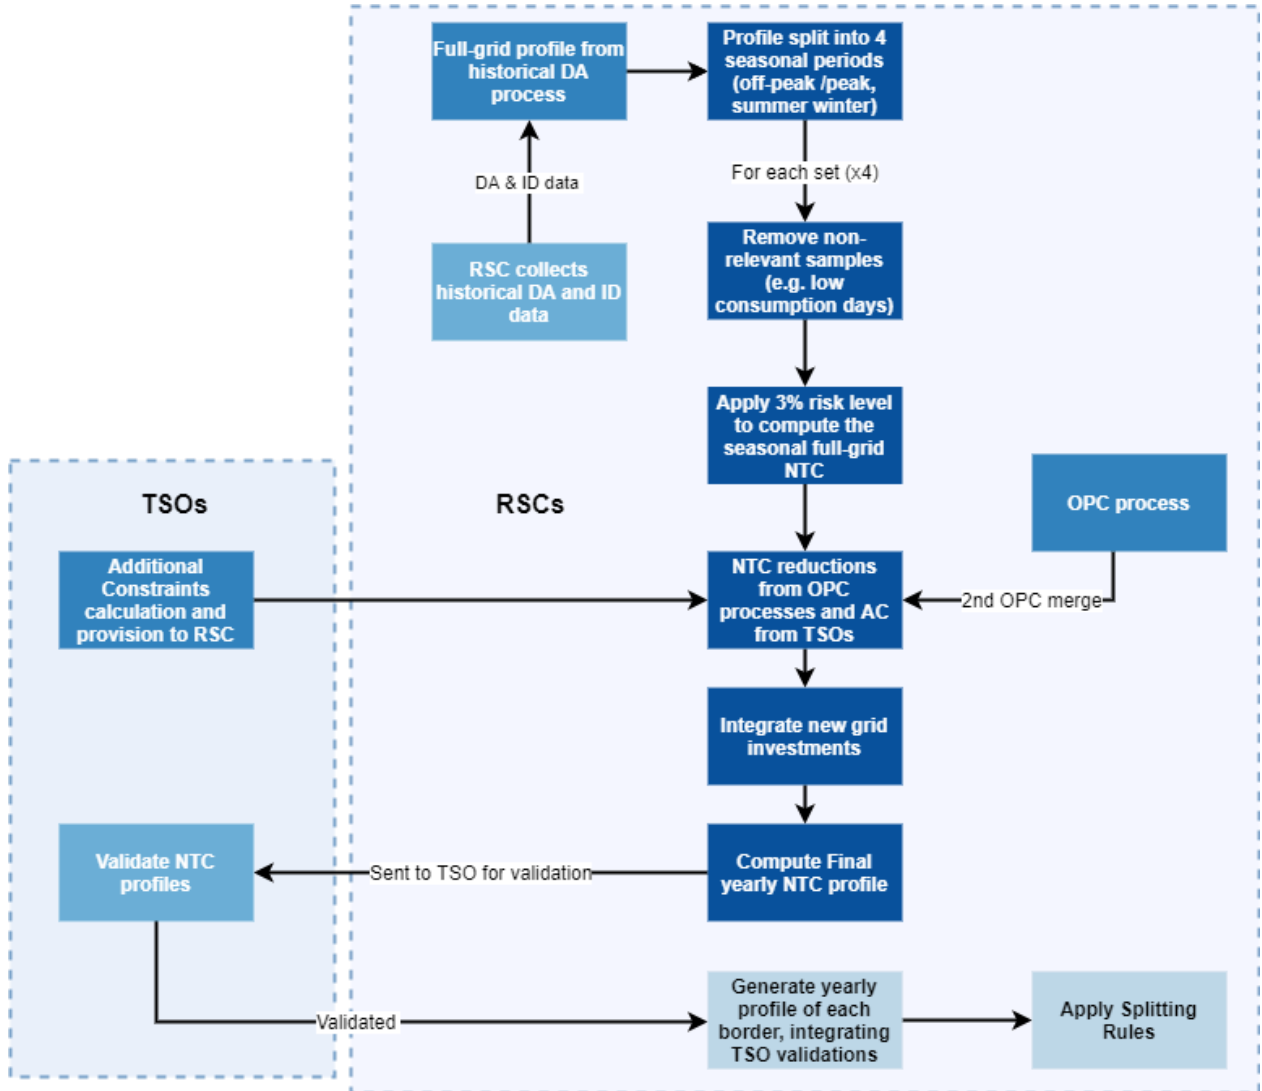 Full-grid profile from
historical DA
process
Profile split into 4
seasonal periods
(off-peak /peak,
summer winter)
DA & ID data
For each set (x4)
RSC collects
historical DA and ID
data
Remove non-
relevant samples
(e.g. low
consumption days)
Apply 3% risk level
to compute the
seasonal full-grid
NTC
TSOs
RSCs
OPC process
Additional
Constraints
calculation and
provision to RSC
NTC reductions
from OPC
processes and AC
from TSOs
2nd OPC merge
Integrate new grid
investments
Validate NTC
profiles
Sent to TSO for validation
Compute Final
yearly NTC profile
Validated
Generate yearly
profile of each
border, integrating
TSO validations
Apply Splitting
Rules